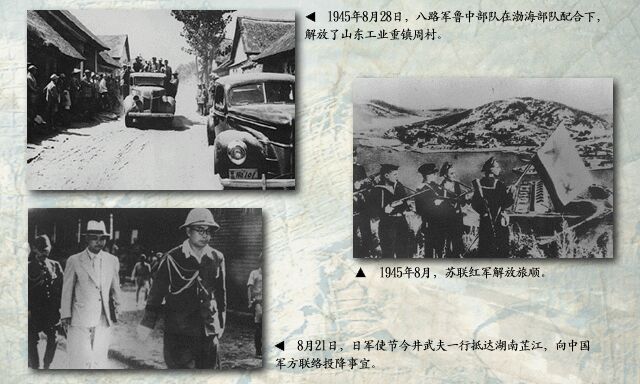 ◀ 1945年8月28日，八路军鲁中部队在渤海部队配合下，
解放了山东工业重镇周村。
▲ 1945年8月，苏联红军解放旅顺。
◀ 8月21日，日军使节今井武夫一行抵达湖南芷江，向中国
军方联络投降事宜。